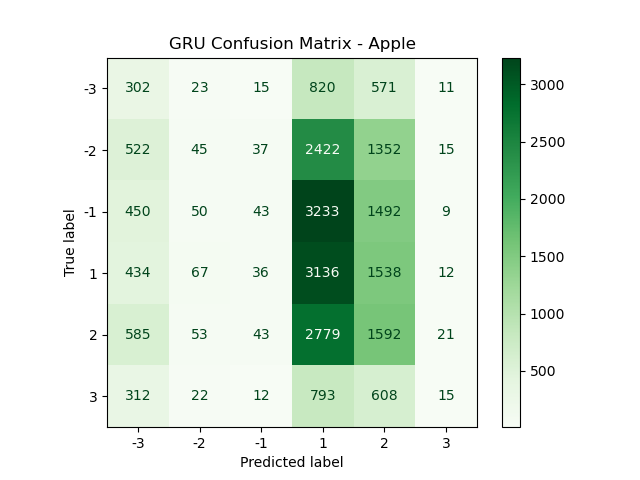 GRU Confusion Matrix - Apple
-3 302 23 15 820 571 11
-2 522 45 37 2422 1352 15
-1 450 50 43 3233 1492 9
1 434 67 36 3136 1538 12
2 585 53 43 2779 1592 21
3 312 22 12 793 608 15
-3 -2 -1 1 2 3
Predicted label
True label
3000
2500
2000
1500
1000
500